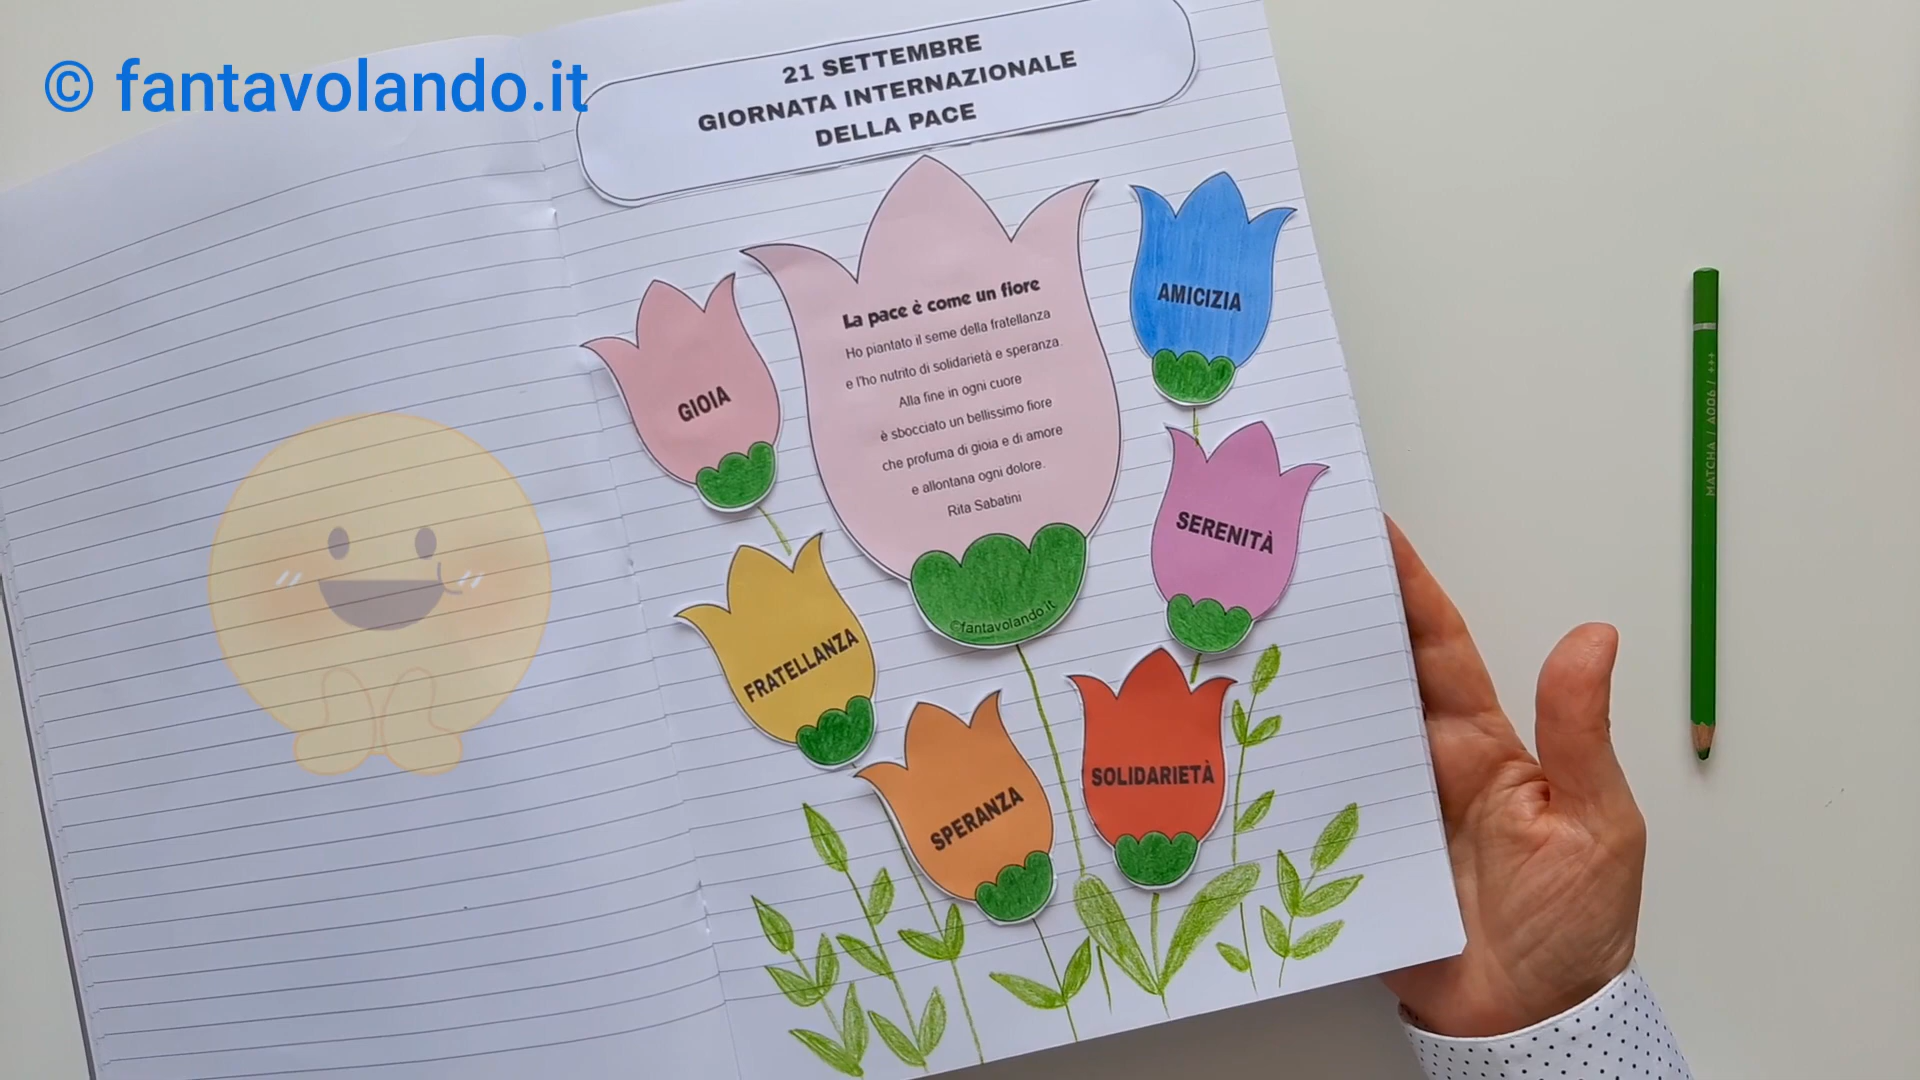 © fantavolando.it
21 SETTEMBRE
GIORNATA INTERNAZIONALE
DELLA PACE
La pace è come un fiore
Ho piantato il seme della fratellanza
e l'ho nutrito di solidarietà e speranza.
Alla fine in ogni cuore
è sbocciato un bellissimo fiore
che profuma di gioia e di amore
e allontana ogni dolore.
Rita Sabatini
©fantavolando.it
GIOIA
AMICIZIA
FRATELLANZA
SERENITÀ
SPERANZA
SOLIDARIETÀ
MATCHA / A006 / +++